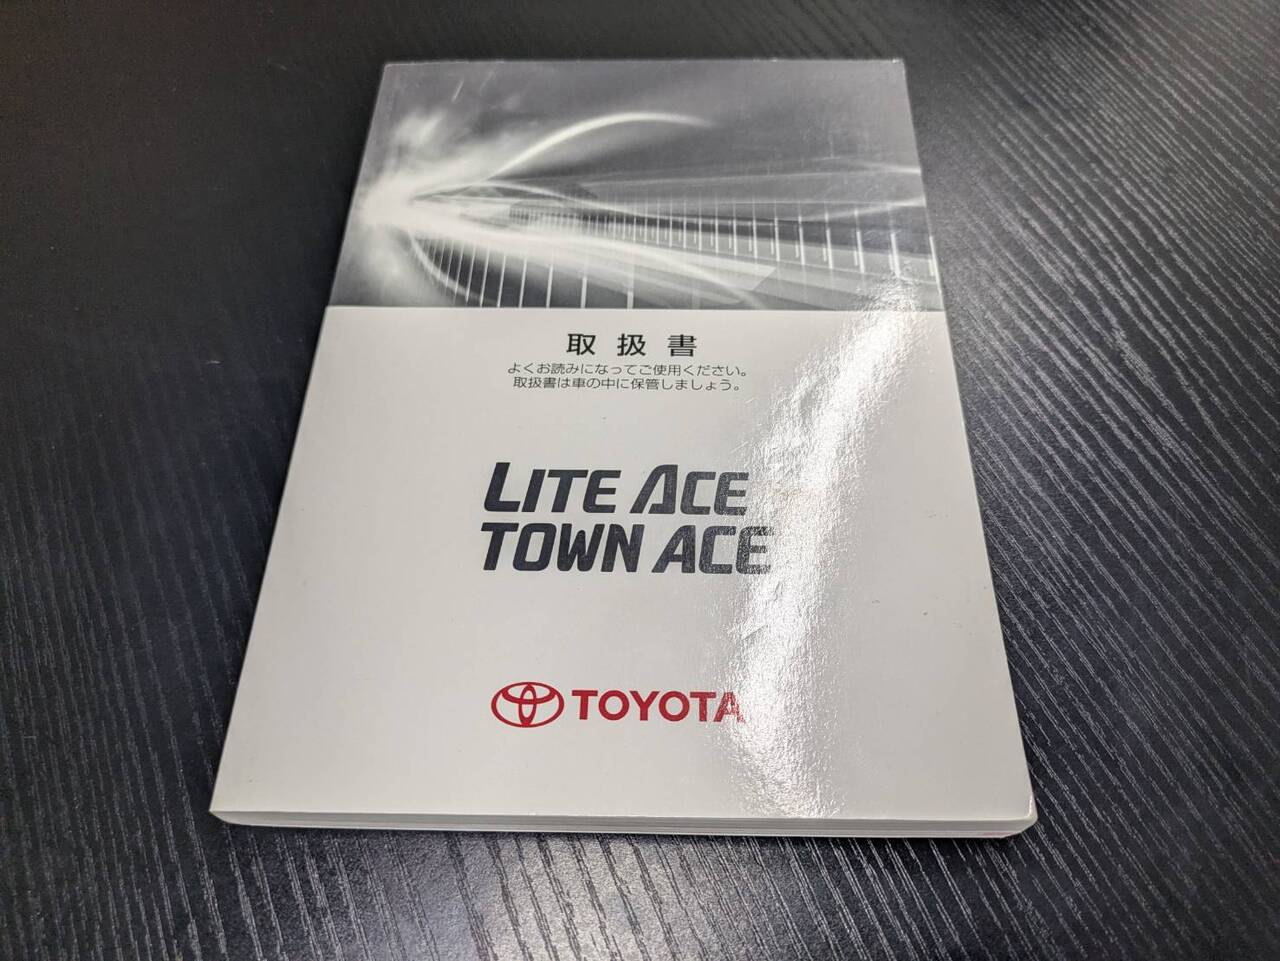 取扱書
よくお読みになってご使用ください。
取扱書は車の中に保管しましょう。
LITE ACE
TOWN ACE
TOYOTA